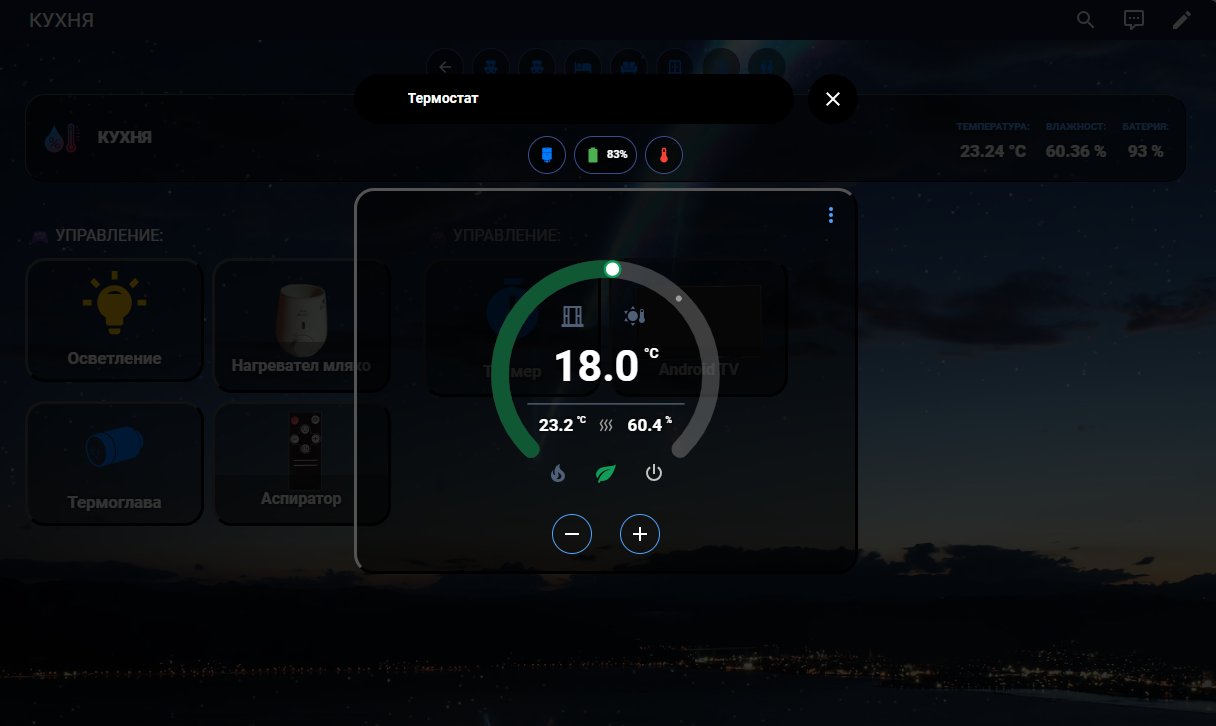 КУХНЯ
Термостат
КУХНЯ
ТЕМПЕРАТУРА: ВЛАЖНОСТ: БАТЕРИЯ:
23.24 °C 60.36 % 93 %
83%
УПРАВЛЕНИЕ:
УПРАВЛЕНИЕ:
Осветление
Нагревател мляко
Таймер
Android TV
18.0 °C
23.2 °C 60.4 %
Термоглава
Аспиратор